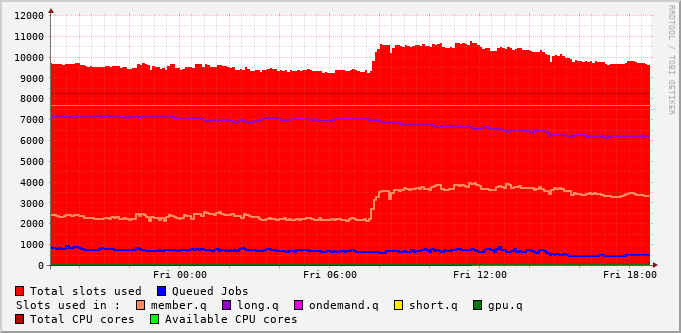 12000
11000
10000
9000
8000
7000
6000
5000
4000
3000
2000
1000
0
Fri 00:00 Fri 06:00 Fri 12:00 Fri 18:00
RRDTOOL / TOBI OETIKER
Total slots used Queued Jobs
Slots used in : member.q long.q ondemand.q short.q gpu.q
Total CPU cores Available CPU cores